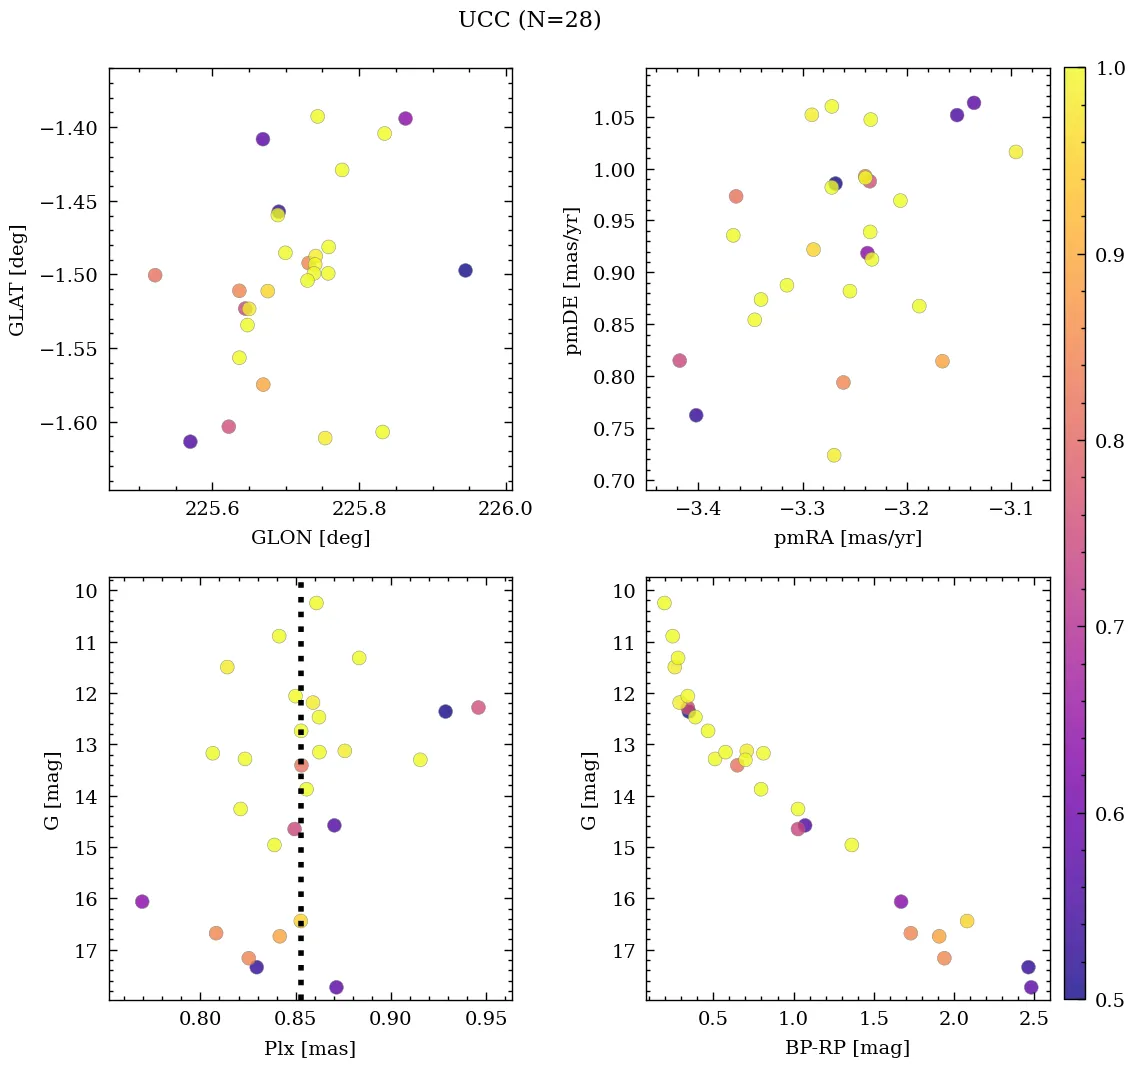 UCC (N=28)
−1.40
−1.45
−1.50
−1.55
−1.60
GLAT [deg]
225.6 225.8 226.0
GLON [deg]
1.05
1.00
0.95
0.90
0.85
0.80
0.75
0.70
pmDE [mas/yr]
−3.4 −3.3 −3.2 −3.1
pmRA [mas/yr]
10
11
12
13
14
15
16
17
G [mag]
0.80 0.85 0.90 0.95
Plx [mas]
10
11
12
13
14
15
16
17
G [mag]
0.5 1.0 1.5 2.0 2.5
BP-RP [mag]
1.0
0.9
0.8
0.7
0.6
0.5